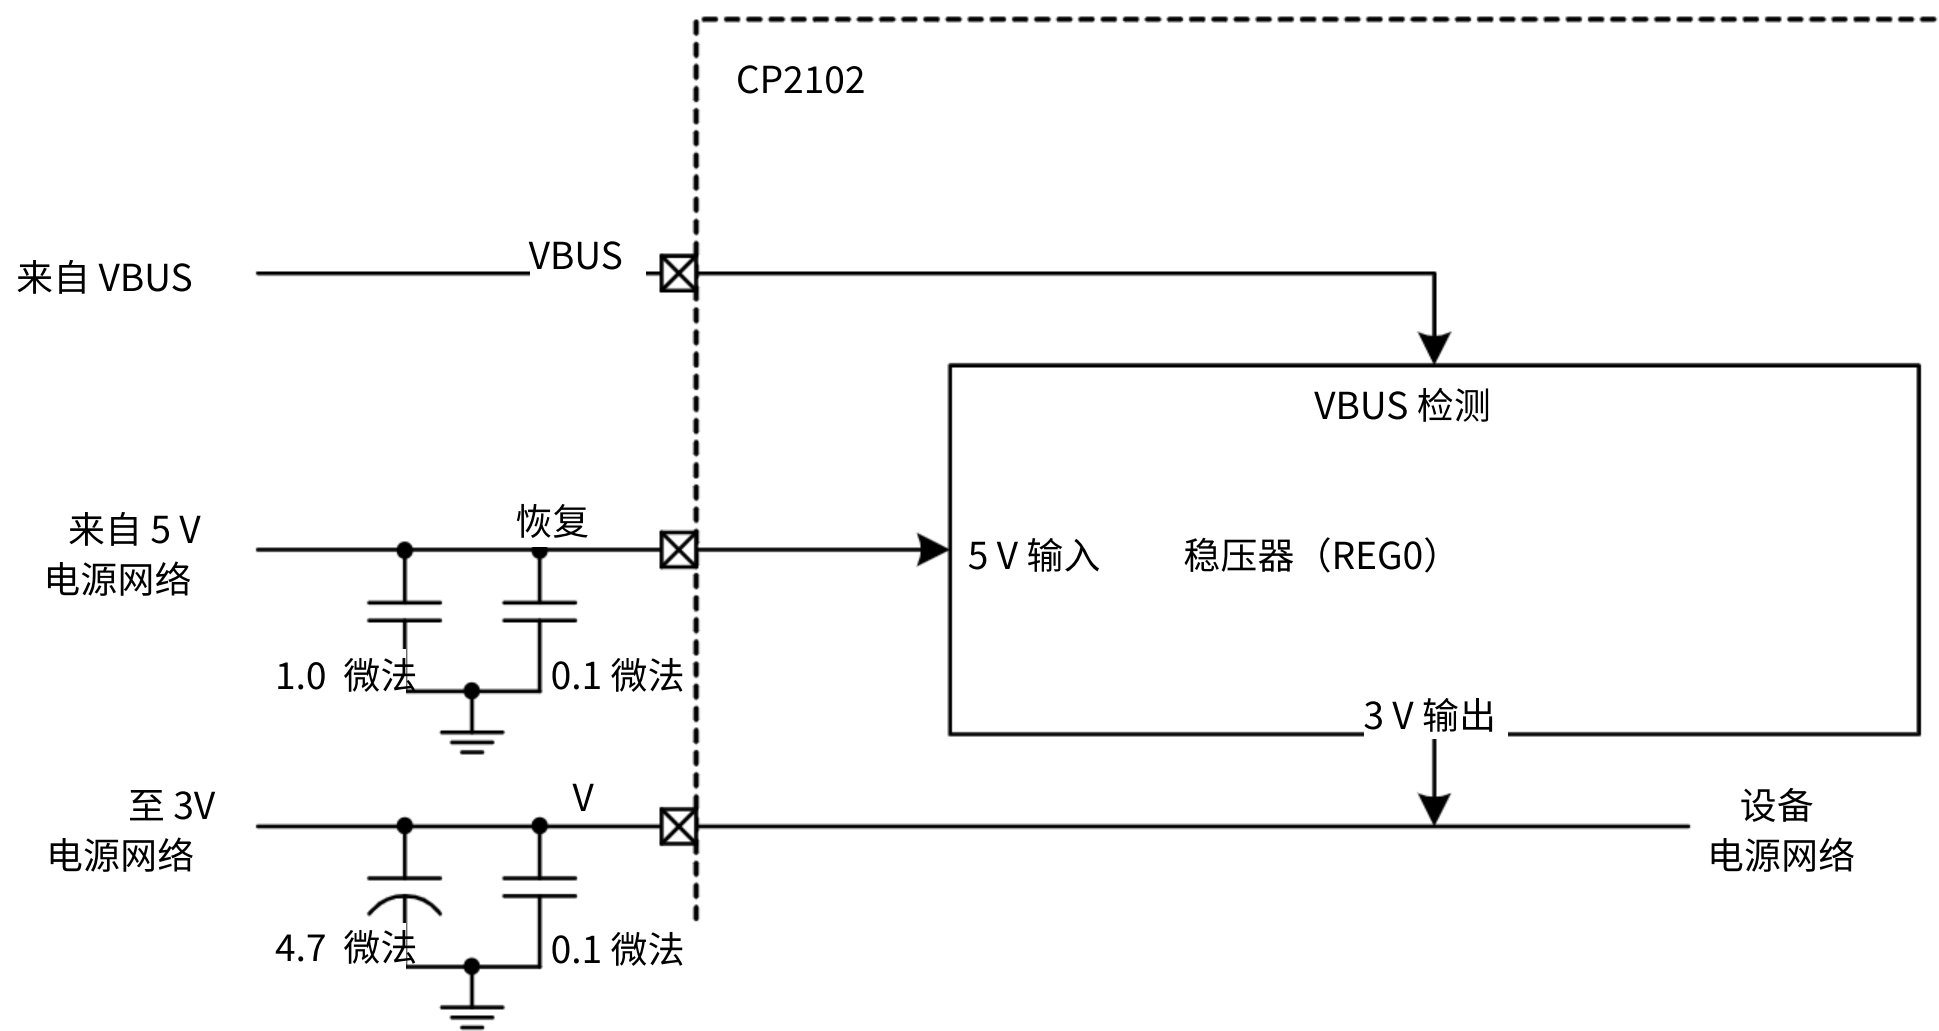 CP2102
来自 VBUS
VBUS
VBUS 检测
来自 5 V
电源网络
恢复
5 V 输入
稳压器（REG0）
1.0 微法
0.1 微法
3 V 输出
至 3V
电源网络
V
设备
电源网络
4.7 微法
0.1 微法